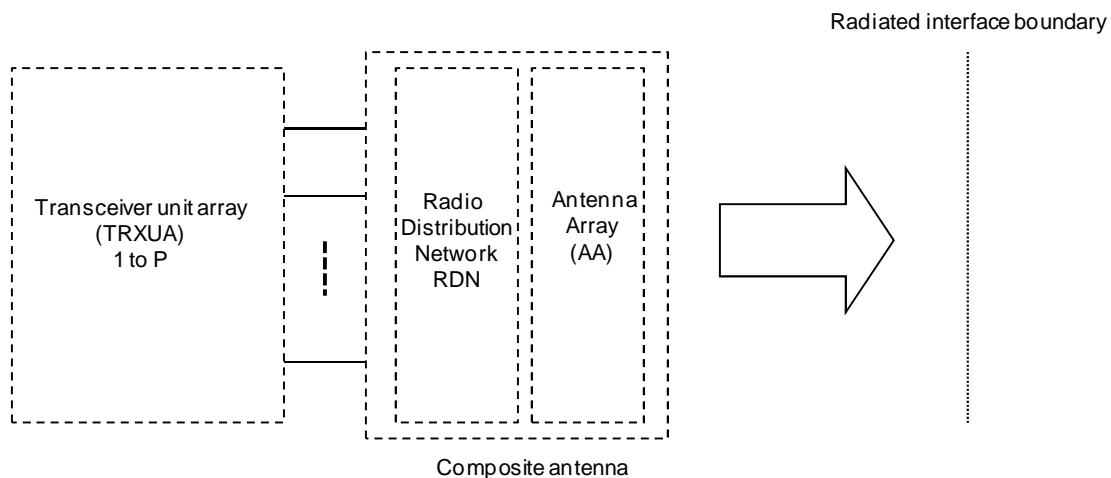 Radiated interface boundary
Transceiver unit array
(TRXUA)
1 to P
Radio
Distribution
Network
RDN
Antenna
Array
(AA)
Composite antenna